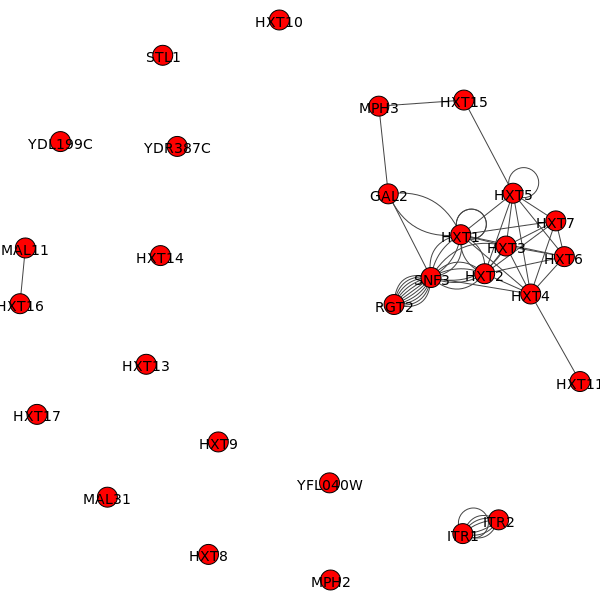 HXT10
STL1
HXT15
MPH3
YDL199C
YDR387C
GAL2
HXT5
HXT7
HXT1
HXT3
MAL11
HXT14
HXT6
HXT2
SNF3
HXT4
HXT16
RGT2
HXT13
HXT11
HXT17
HXT9
YFL040W
MAL31
ITR2
ITR1
HXT8
MPH2